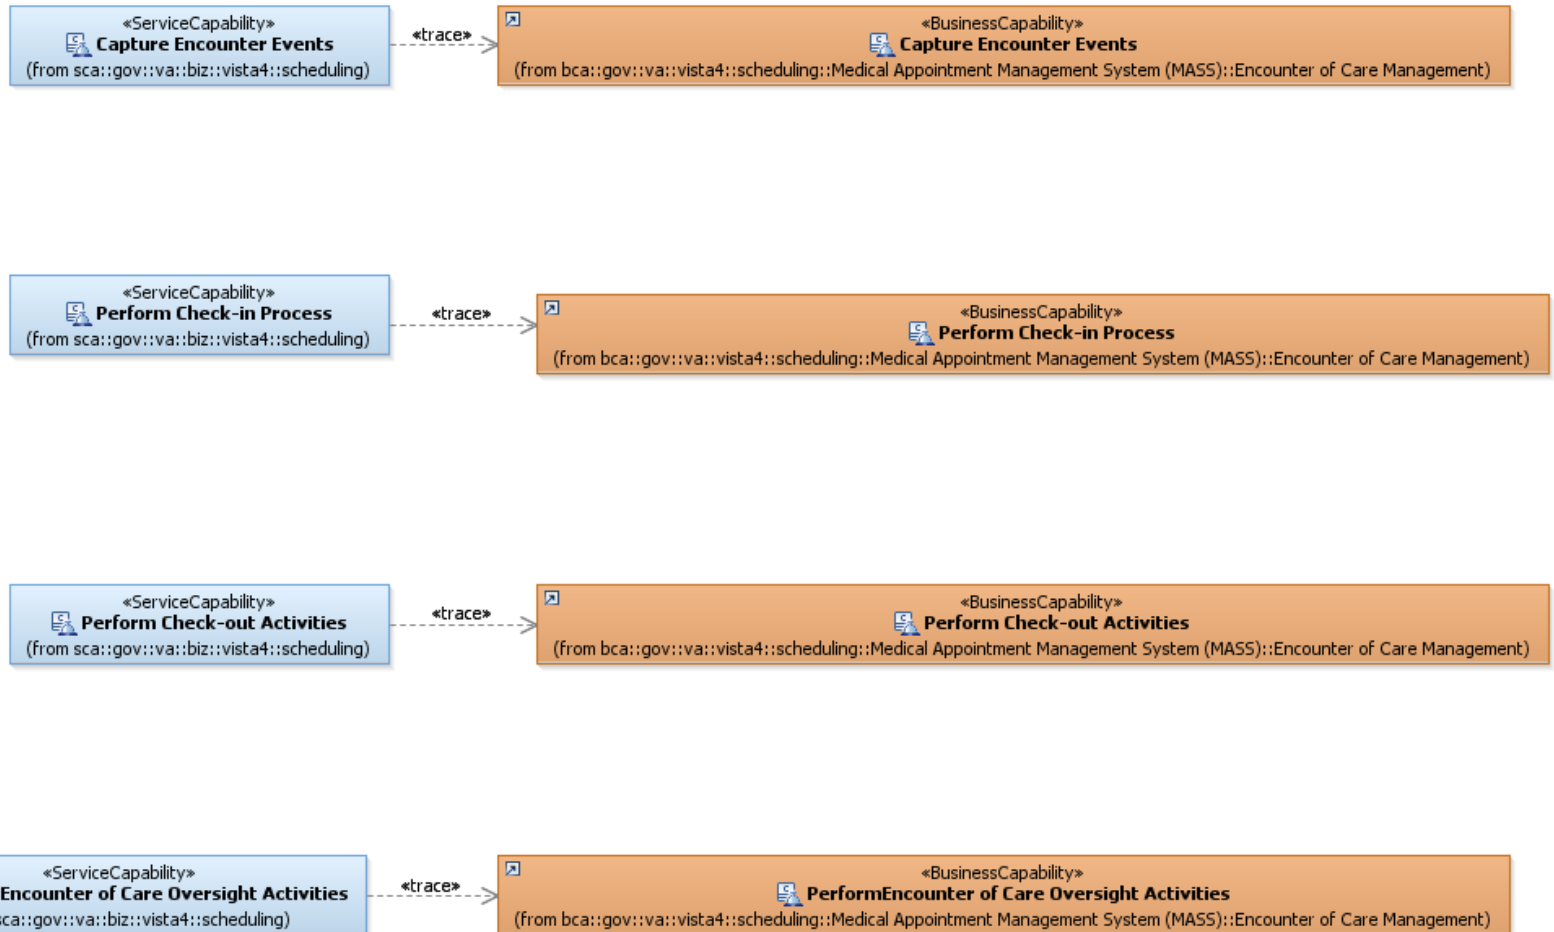 «ServiceCapability»
Capture Encounter Events
(from sca::gov::va::biz::vista4::scheduling)
«trace»
«BusinessCapability»
Capture Encounter Events
(from bca::gov::va::vista4::scheduling::Medical Appointment Management System (MASS)::Encounter of Care Management)
«ServiceCapability»
Perform Check-in Process
(from sca::gov::va::biz::vista4::scheduling)
«trace»
«BusinessCapability»
Perform Check-in Process
(from bca::gov::va::vista4::scheduling::Medical Appointment Management System (MASS)::Encounter of Care Management)
«ServiceCapability»
Perform Check-out Activities
(from sca::gov::va::biz::vista4::scheduling)
«trace»
«BusinessCapability»
Perform Check-out Activities
(from bca::gov::va::vista4::scheduling::Medical Appointment Management System (MASS)::Encounter of Care Management)
«ServiceCapability»
Encounter of Care Oversight Activities
sca::gov::va::biz::vista4::scheduling)
«trace»
«BusinessCapability»
PerformEncounter of Care Oversight Activities
(from bca::gov::va::vista4::scheduling::Medical Appointment Management System (MASS)::Encounter of Care Management)